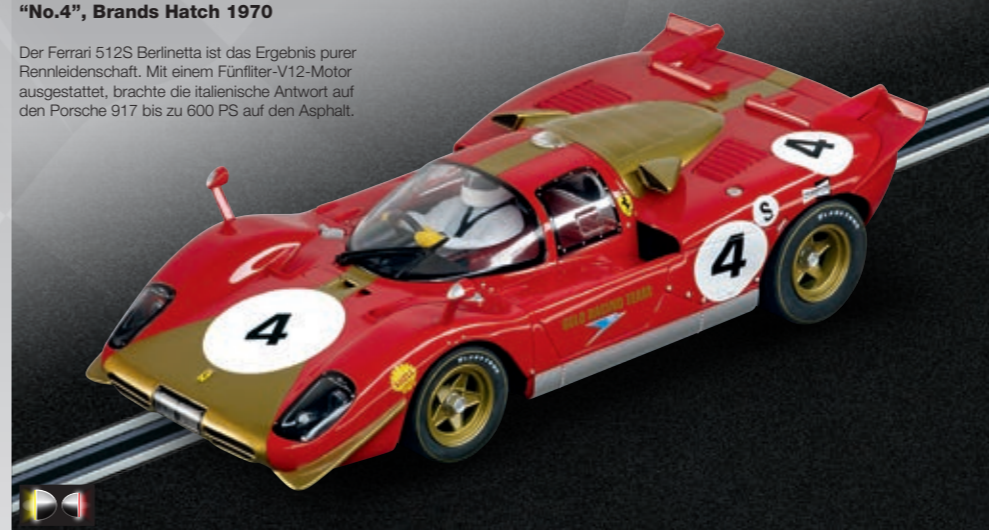 “No.4”, Brands Hatch 1970
Der Ferrari 512S Berlinetta ist das Ergebnis purer
Rennleidenschaft. Mit einem Fünfliter-V12-Motor
ausgestattet, brachte die italienische Antwort auf
den Porsche 917 bis zu 600 PS auf den Asphalt.
4
4
S
4
RACING TEAM